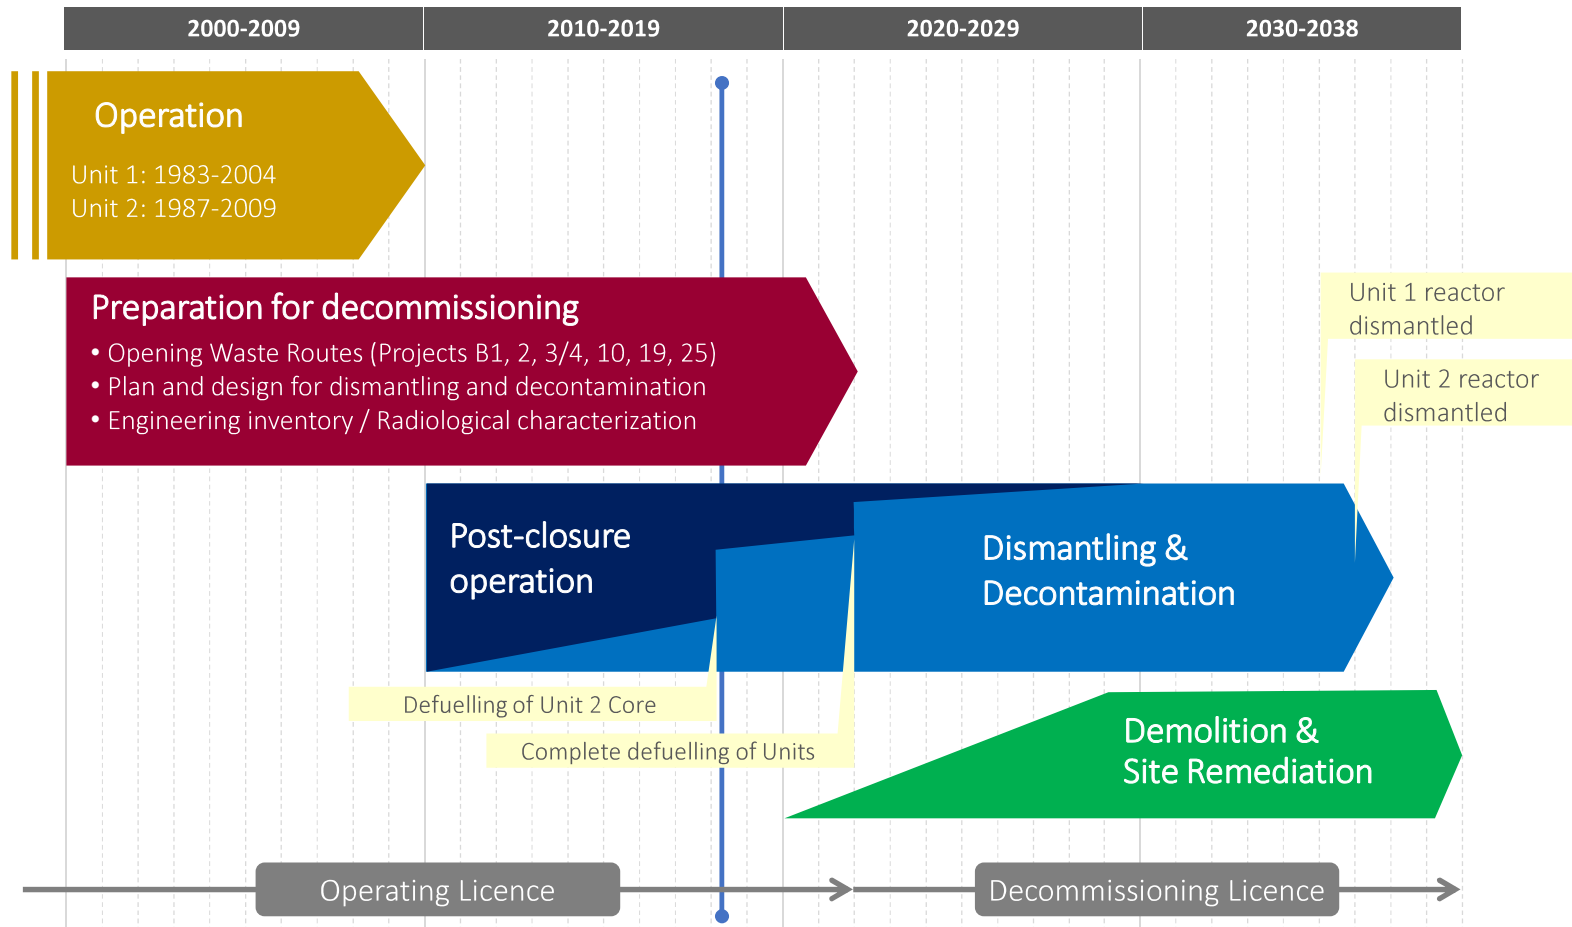 2000-2009
2010-2019
2020-2029
2030-2038
Operation
Unit 1: 1983-2004
Unit 2: 1987-2009
Preparation for decommissioning
• Opening Waste Routes (Projects B1, 2, 3/4, 10, 19, 25)
• Plan and design for dismantling and decontamination
• Engineering inventory / Radiological characterization
Unit 1 reactor
dismantled
Unit 2 reactor
dismantled
Post-closure
operation
Dismantling &
Decontamination
Defuelling of Unit 2 Core
Complete defuelling of Units
Demolition &
Site Remediation
Operating Licence
Decommissioning Licence